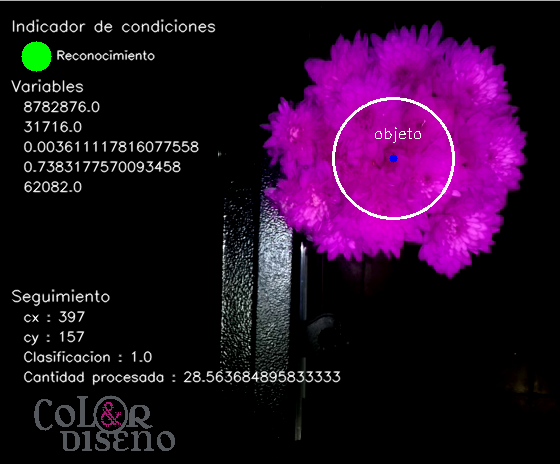 Indicador de condiciones
Reconocimiento
Variables
8782876.0
31716.0
0.003611117816077558
0.7383177570093458
62082.0
objeto
Seguimiento
cx : 397
cy : 157
Clasificacion : 1.0
Cantidad procesada : 28.563684895833333
COLOR
&
DISEÑO